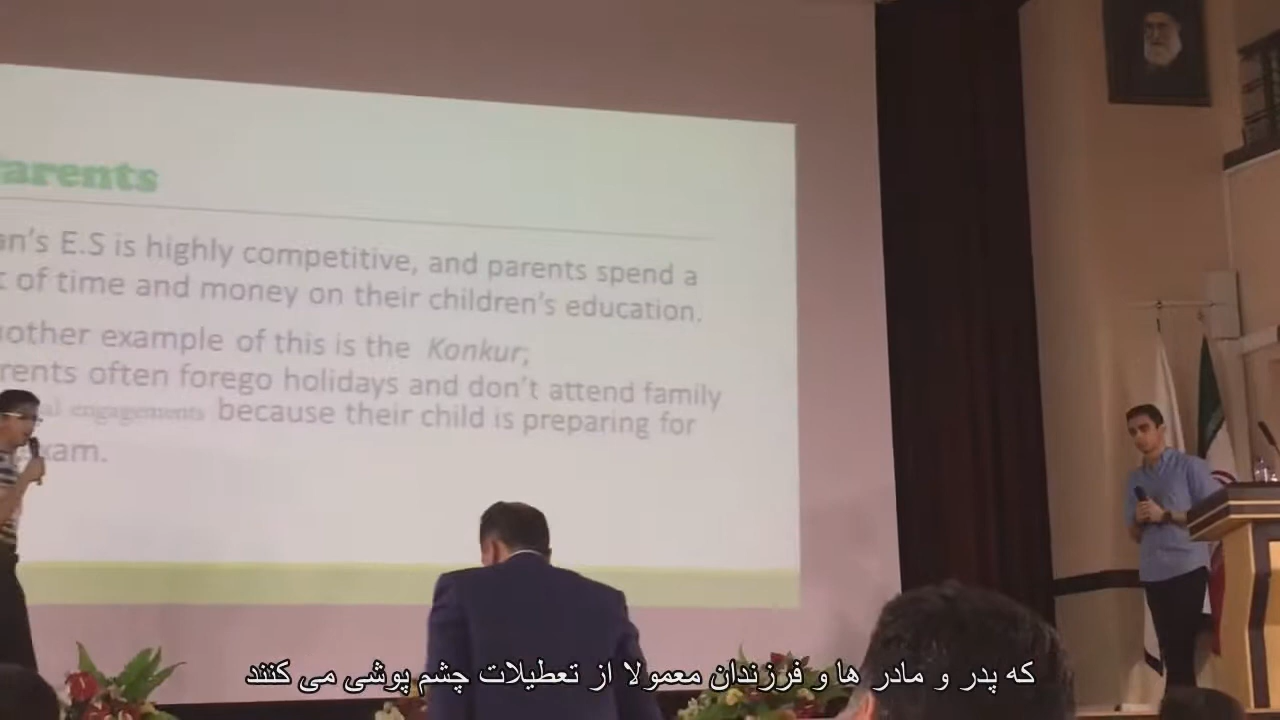 arents
an's E.S is highly competitive, and parents spend a
t of time and money on their children's education.
nother example of this is the Konkur;
rents often forego holidays and don't attend family
al engagements because their child is preparing for
xam.
که پدر و مادر ها و فرزندان معمولا از تعطیلات چشم پوشی می کنند